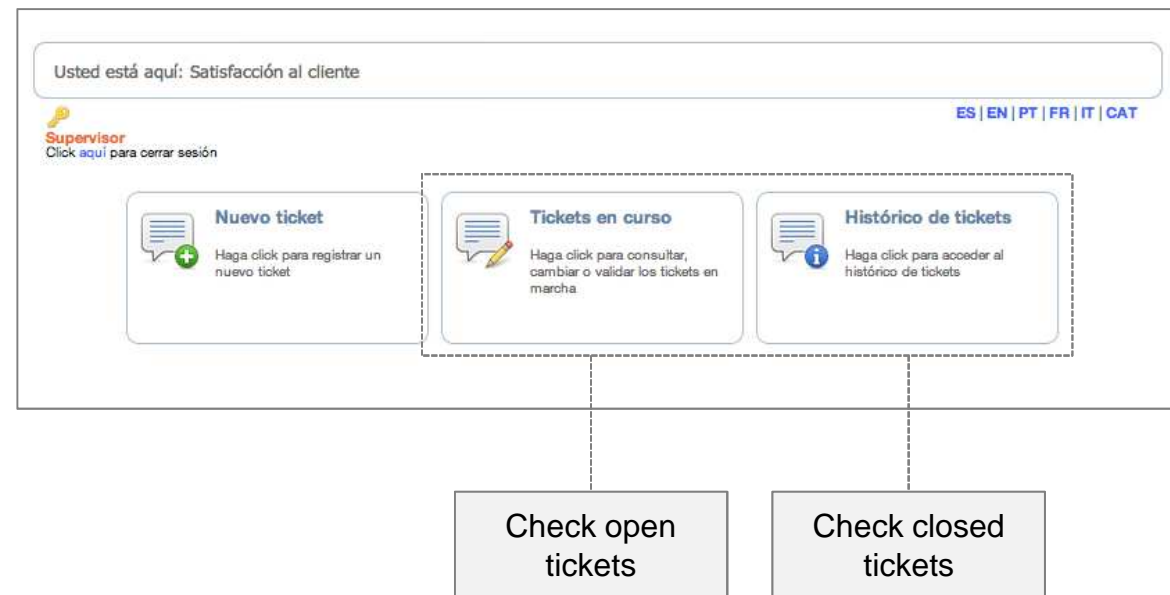 Usted está aquí: Satisfacción al cliente
Supervisor
Click aquí para cerrar sesión
ES | EN | PT | FR | IT | CAT
Nuevo ticket
Haga click para registrar un
nuevo ticket
Tickets en curso
Haga click para consultar,
cambiar o validar los tickets en
marcha
Histórico de tickets
Haga click para acceder al
histórico de tickets
Check open
tickets
Check closed
tickets